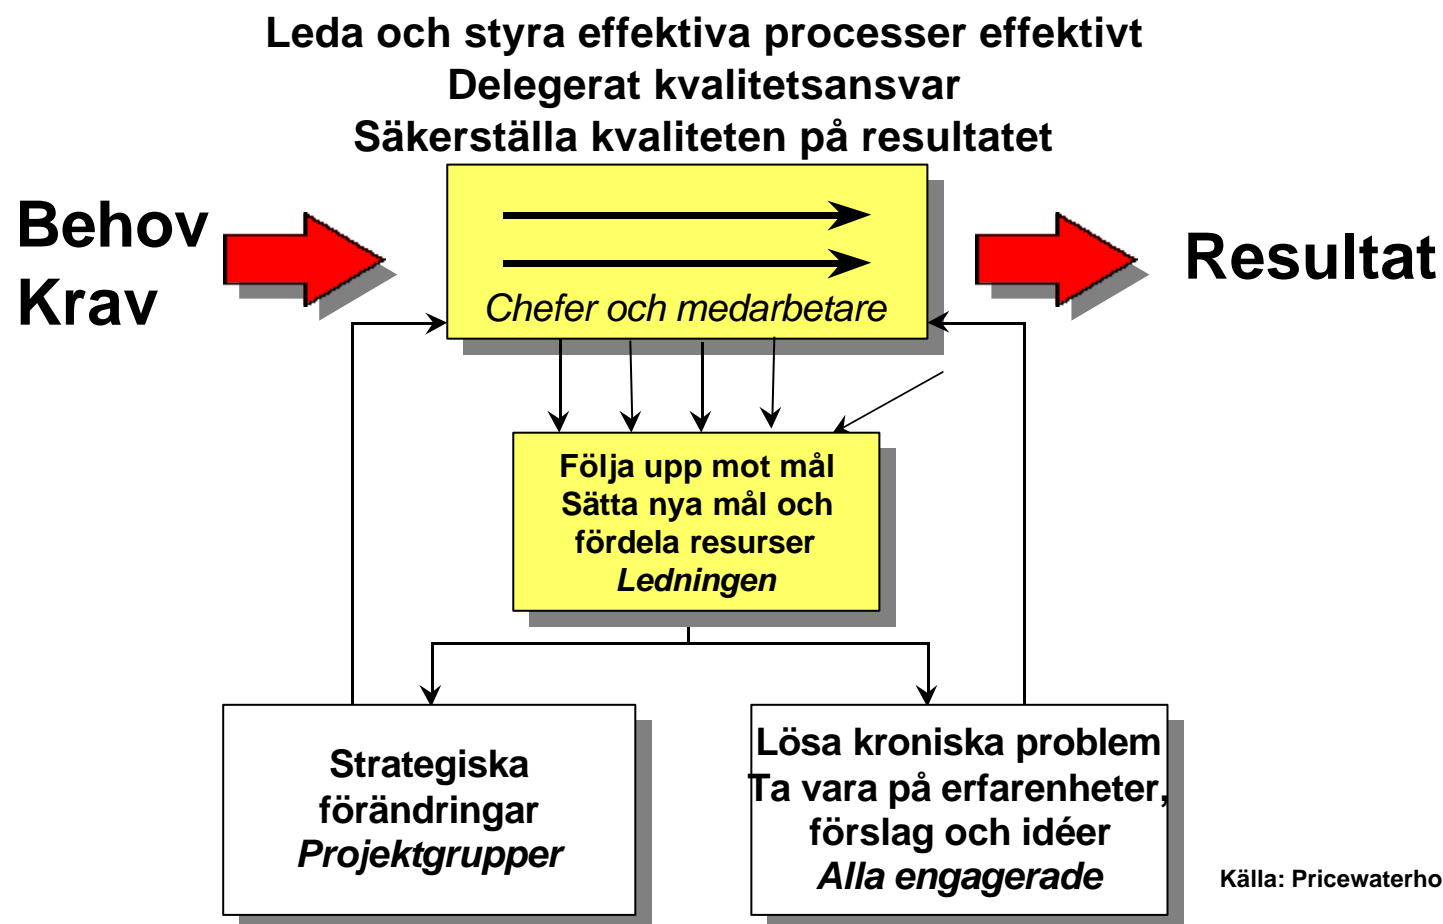 Leda och styra effektiva processer effektivt
Delegerat kvalitetsansvar
Säkerställa kvaliteten på resultatet
Behov
Krav
Chefer och medarbetare
Resultat
Följa upp mot mål
Sätta nya mål och
fördela resurser
Ledningen
Strategiska
förändringar
Projektgrupper
Lösa kroniska problem
Ta vara på erfarenheter,
förslag och idéer
Alla engagerade
Källa: Pricewaterho